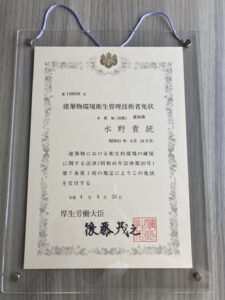 建築物環境衛生管理技術者免状
水野貴統
建築物における衛生的環境の確保
に関する法律(昭和45年法律第20号)
第7条第1項の規定によりこの免状
を交付する
厚生労働大臣
後藤茂之